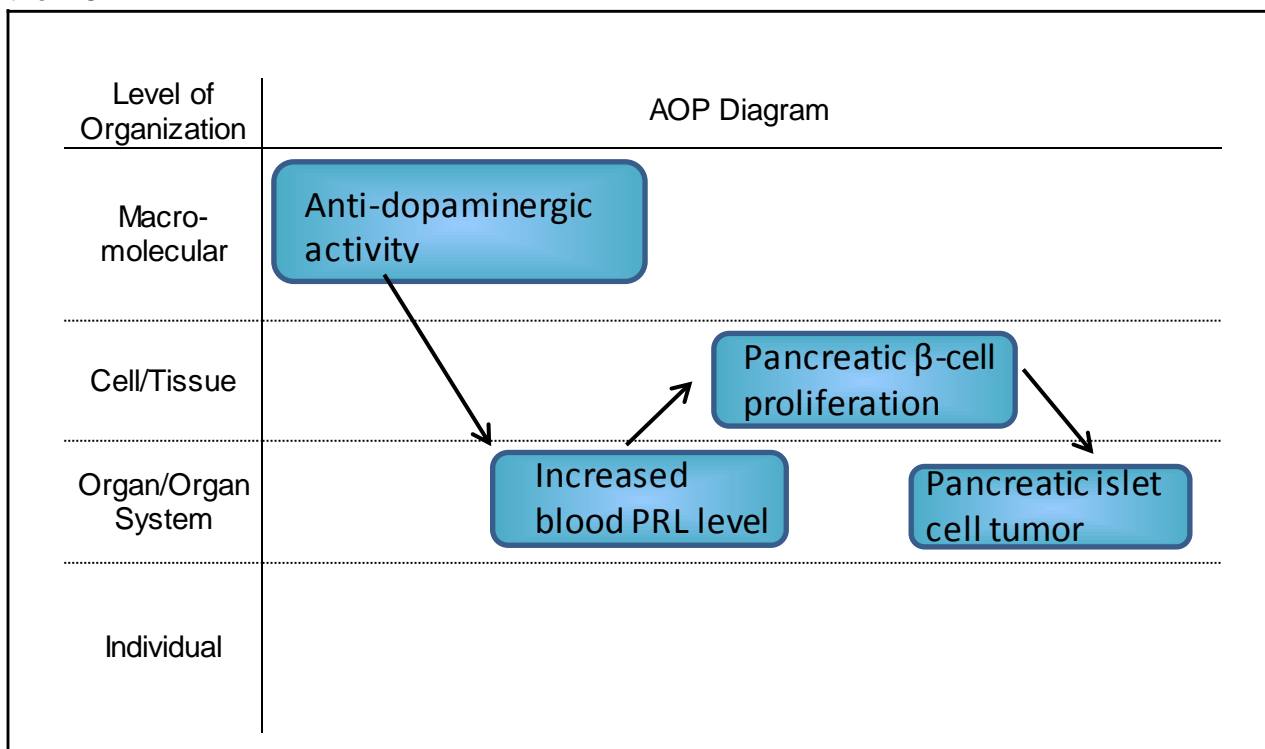 Level of
Organization
AOP Diagram
Macro-
molecular
Anti-dopaminergic
activity
Cell/Tissue
Pancreatic β-cell
proliferation
Organ/Organ
System
Increased
blood PRL level
Pancreatic islet
cell tumor
Individual